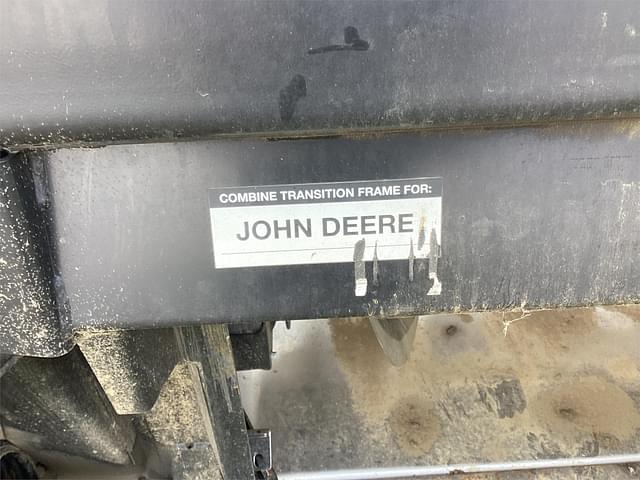 COMBINE TRANSITION FRAME FOR:
JOHN DEERE